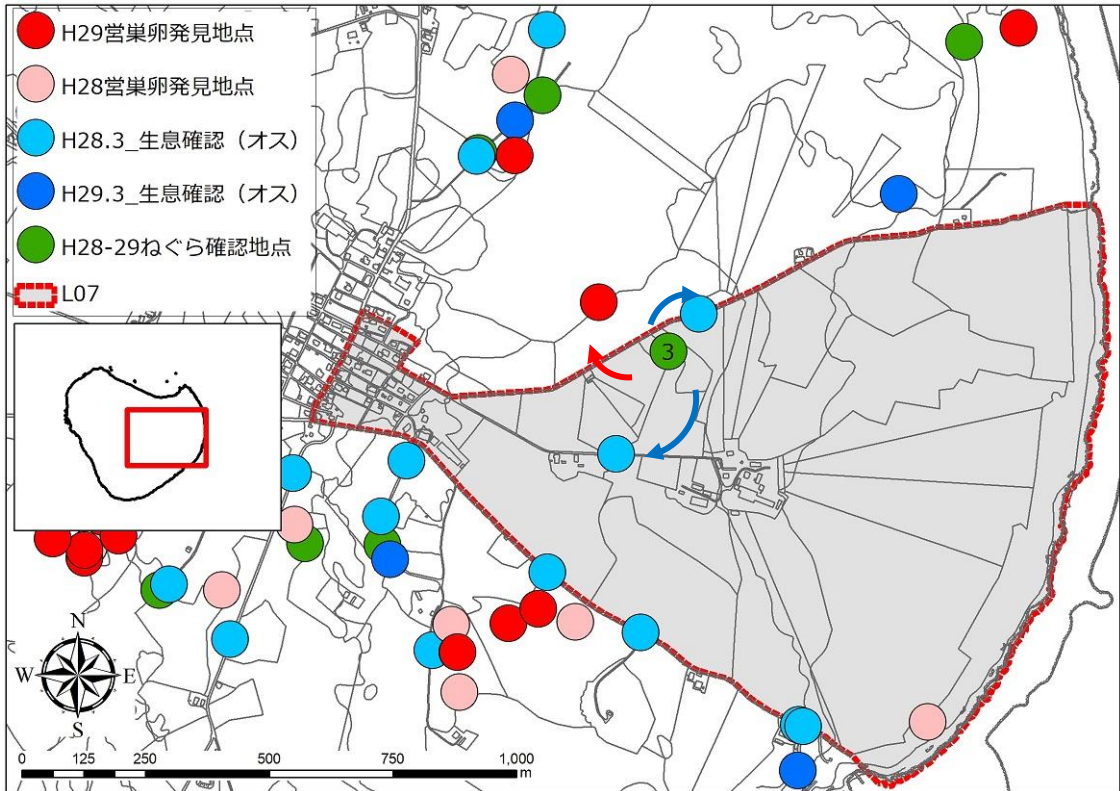 H29営巣卵発見地点
H28営巣卵発見地点
H28.3_生息確認（オス）
H29.3_生息確認（オス）
H28-29ねぐら確認地点
L07
3
N
W E
S
0 125 250 500 750 1,000
m